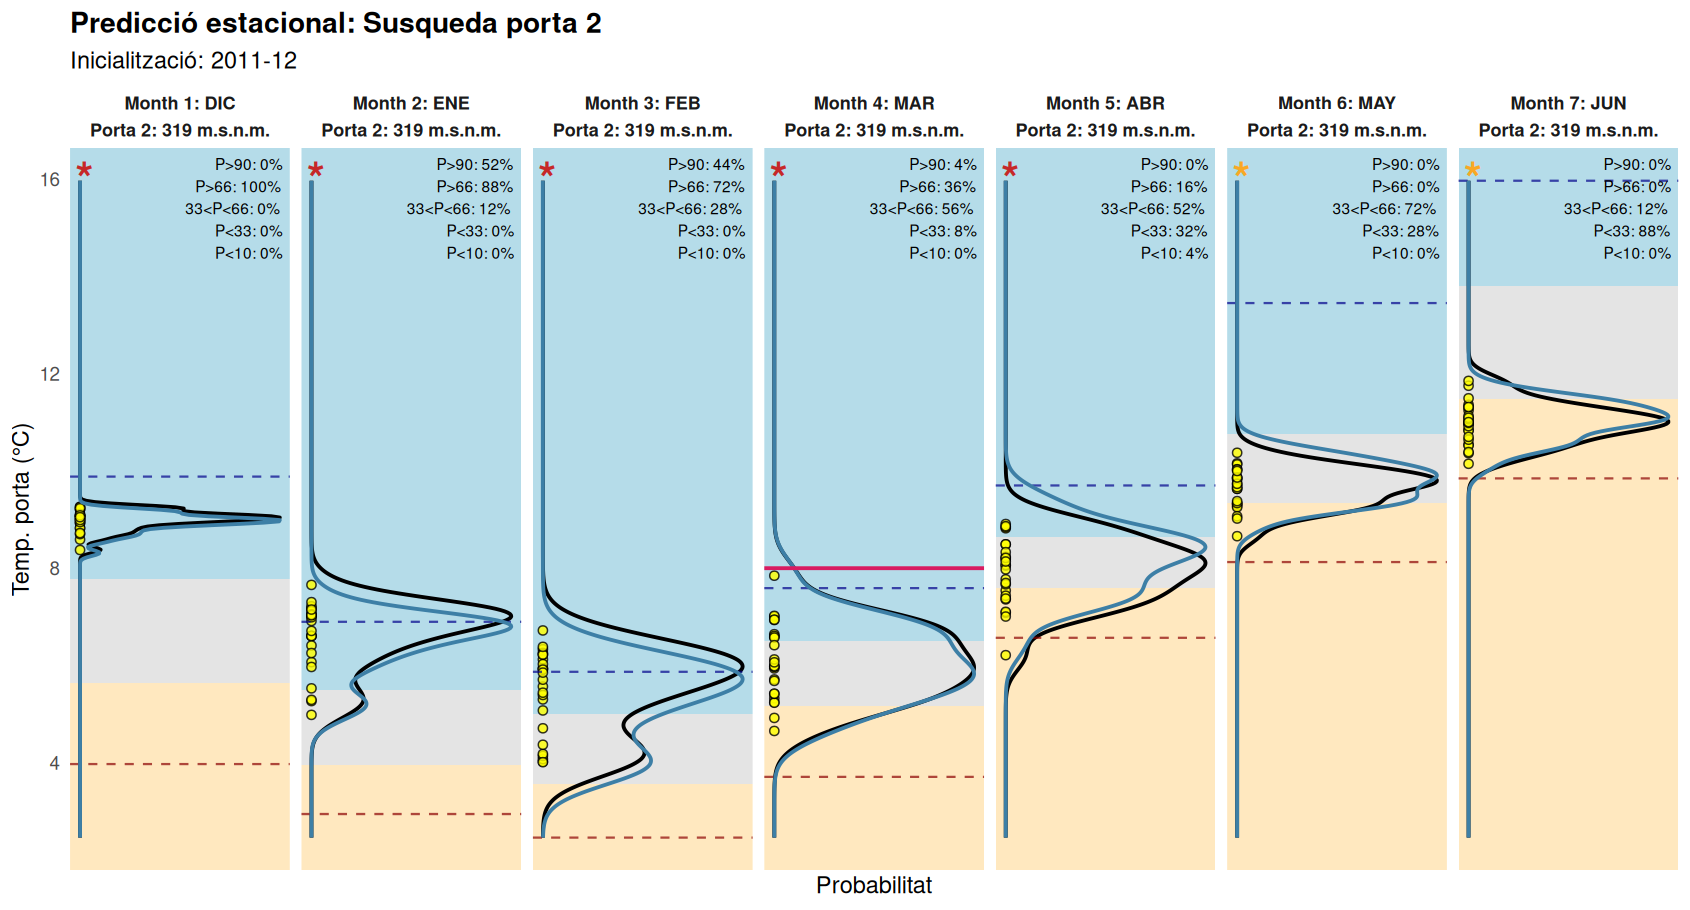 Predicció estacional: Susqueda porta 2
Inicialització: 2011-12
Month 1: DIC
Porta 2: 319 m.s.n.m.
Month 2: ENE
Porta 2: 319 m.s.n.m.
Month 3: FEB
Porta 2: 319 m.s.n.m.
Month 4: MAR
Porta 2: 319 m.s.n.m.
Month 5: ABR
Porta 2: 319 m.s.n.m.
Month 6: MAY
Porta 2: 319 m.s.n.m.
Month 7: JUN
Porta 2: 319 m.s.n.m.
*
P>90: 0%
P>66: 100%
33<P<66: 0%
P<33: 0%
P<10: 0%
*
P>90: 52%
P>66: 88%
33<P<66: 12%
P<33: 0%
P<10: 0%
*
P>90: 44%
P>66: 72%
33<P<66: 28%
P<33: 0%
P<10: 0%
*
P>90: 4%
P>66: 36%
33<P<66: 56%
P<33: 8%
P<10: 0%
*
P>90: 0%
P>66: 16%
33<P<66: 52%
P<33: 32%
P<10: 4%
*
P>90: 0%
P>66: 0%
33<P<66: 72%
P<33: 28%
P<10: 0%
*
P>90: 0%
P>66: 0%
33<P<66: 12%
P<33: 88%
P<10: 0%
16
12
8
4
Temp. porta (°C)
Probabilitat